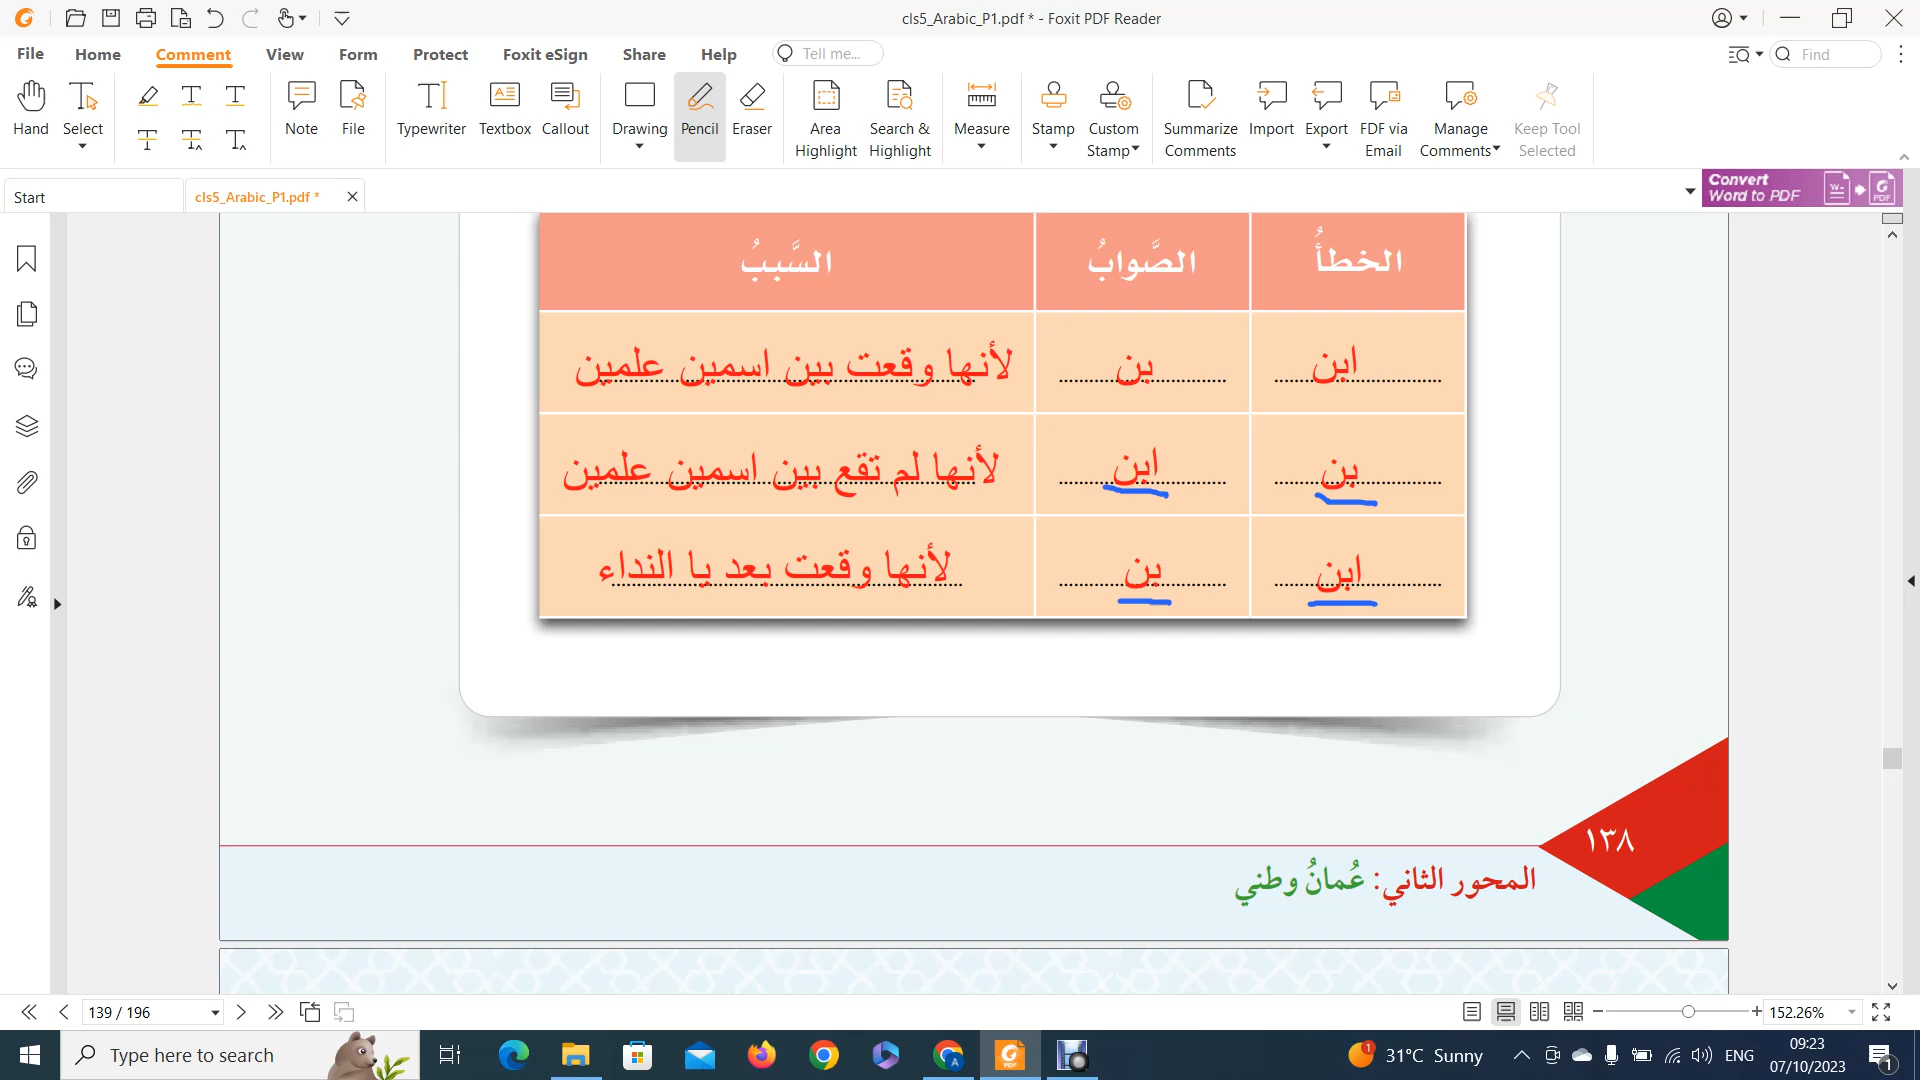 cls5_Arabic_P1.pdf * - Foxit PDF Reader
File Home Comment View Form Protect Foxit eSign Share Help Tell me... Find
Hand Select Note File Typewriter Textbox Callout Drawing Pencil Eraser Area Highlight Search & Highlight Measure Stamp Custom Stamp Summarize Comments Import Export FDF via Email Manage Comments Keep Tool Selected
Start cls5_Arabic_P1.pdf *
Convert
Word to PDF
الخطأُ الصَّوابُ السَّببُ
ابن بن لأنها وقعت بين اسمين علمين
بن ابن لأنها لم تقع بين اسمين علمين
ابن بن لأنها وقعت بعد يا النداء
١٣٨
المحور الثاني: عُمانُ وطني
139 / 196 152.26%
Type here to search 31°C Sunny ENG 09:23
07/10/2023 1